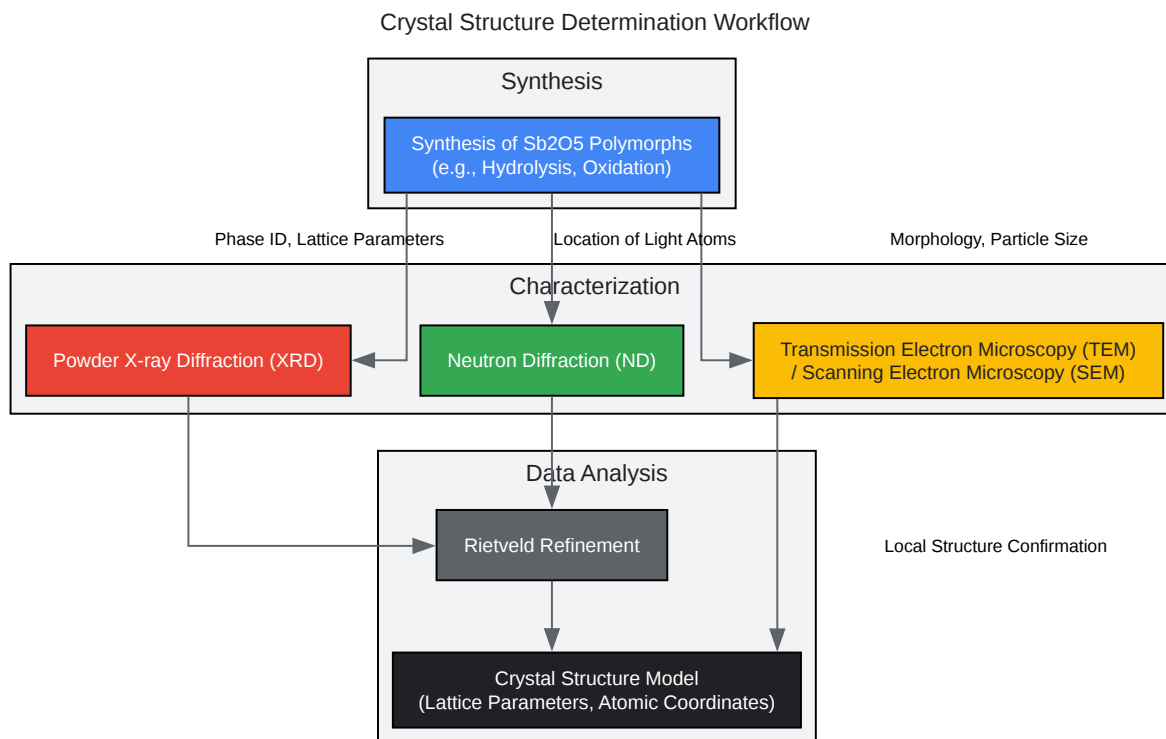 Crystal Structure Determination Workflow
Synthesis
Synthesis of Sb2O5 Polymorphs
(e.g., Hydrolysis, Oxidation)
Phase ID, Lattice Parameters
Location of Light Atoms
Morphology, Particle Size
Characterization
Powder X-ray Diffraction (XRD)
Neutron Diffraction (ND)
Transmission Electron Microscopy (TEM)
/ Scanning Electron Microscopy (SEM)
Data Analysis
Rietveld Refinement
Local Structure Confirmation
Crystal Structure Model
(Lattice Parameters, Atomic Coordinates)